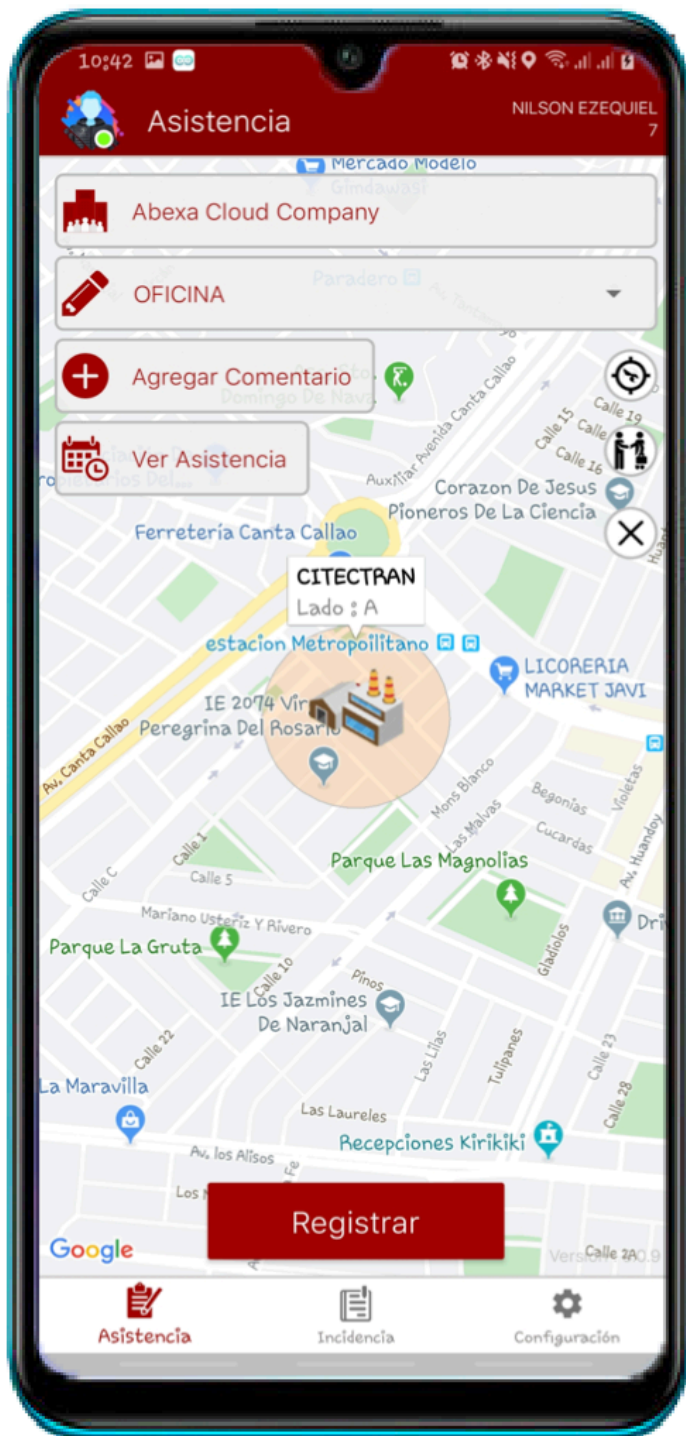 10:42
Asistencia
NILSON EZEQUIEL
7
Mercado Modelo
Gimdawasi
Abexa Cloud Company
Paradero
OFICINA
Agregar Comentario
Domingo De Nava
Auxiliar Avenida Canta Callao
Calle 15
Calle 19
Calle
Calle 16
Ver Asistencia
Corazon De Jesus
Pioneros De La Ciencia
Ferretería Canta Callao
CITECTRAN
Lado : A
estacion Metropoilitano
LICORERIA
MARKET JAVI
IE 2074 Vir
Peregrina Del Rosario
Av. Canta Callao
Mons Blanco
Las Malvas
Begonias
Violetas
Cucardas
Av. Huandoy
Calle 1
Calle C
Calle 5
Parque Las Magnolias
Mariano Usteriz Y Rivero
Dri
Parque La Gruta
Calle 10
Gladiolos
Pinos
IE Los Jazmines
De Naranjal
Calle 22
Las Lilas
Tulipanes
Calle 23
La Maravilla
Las Laureles
Calle 28
Recepciones Kirikiki
Av. los Alisos
Registrar
Google
Calle 2A
Asistencia
Incidencia
Configuración